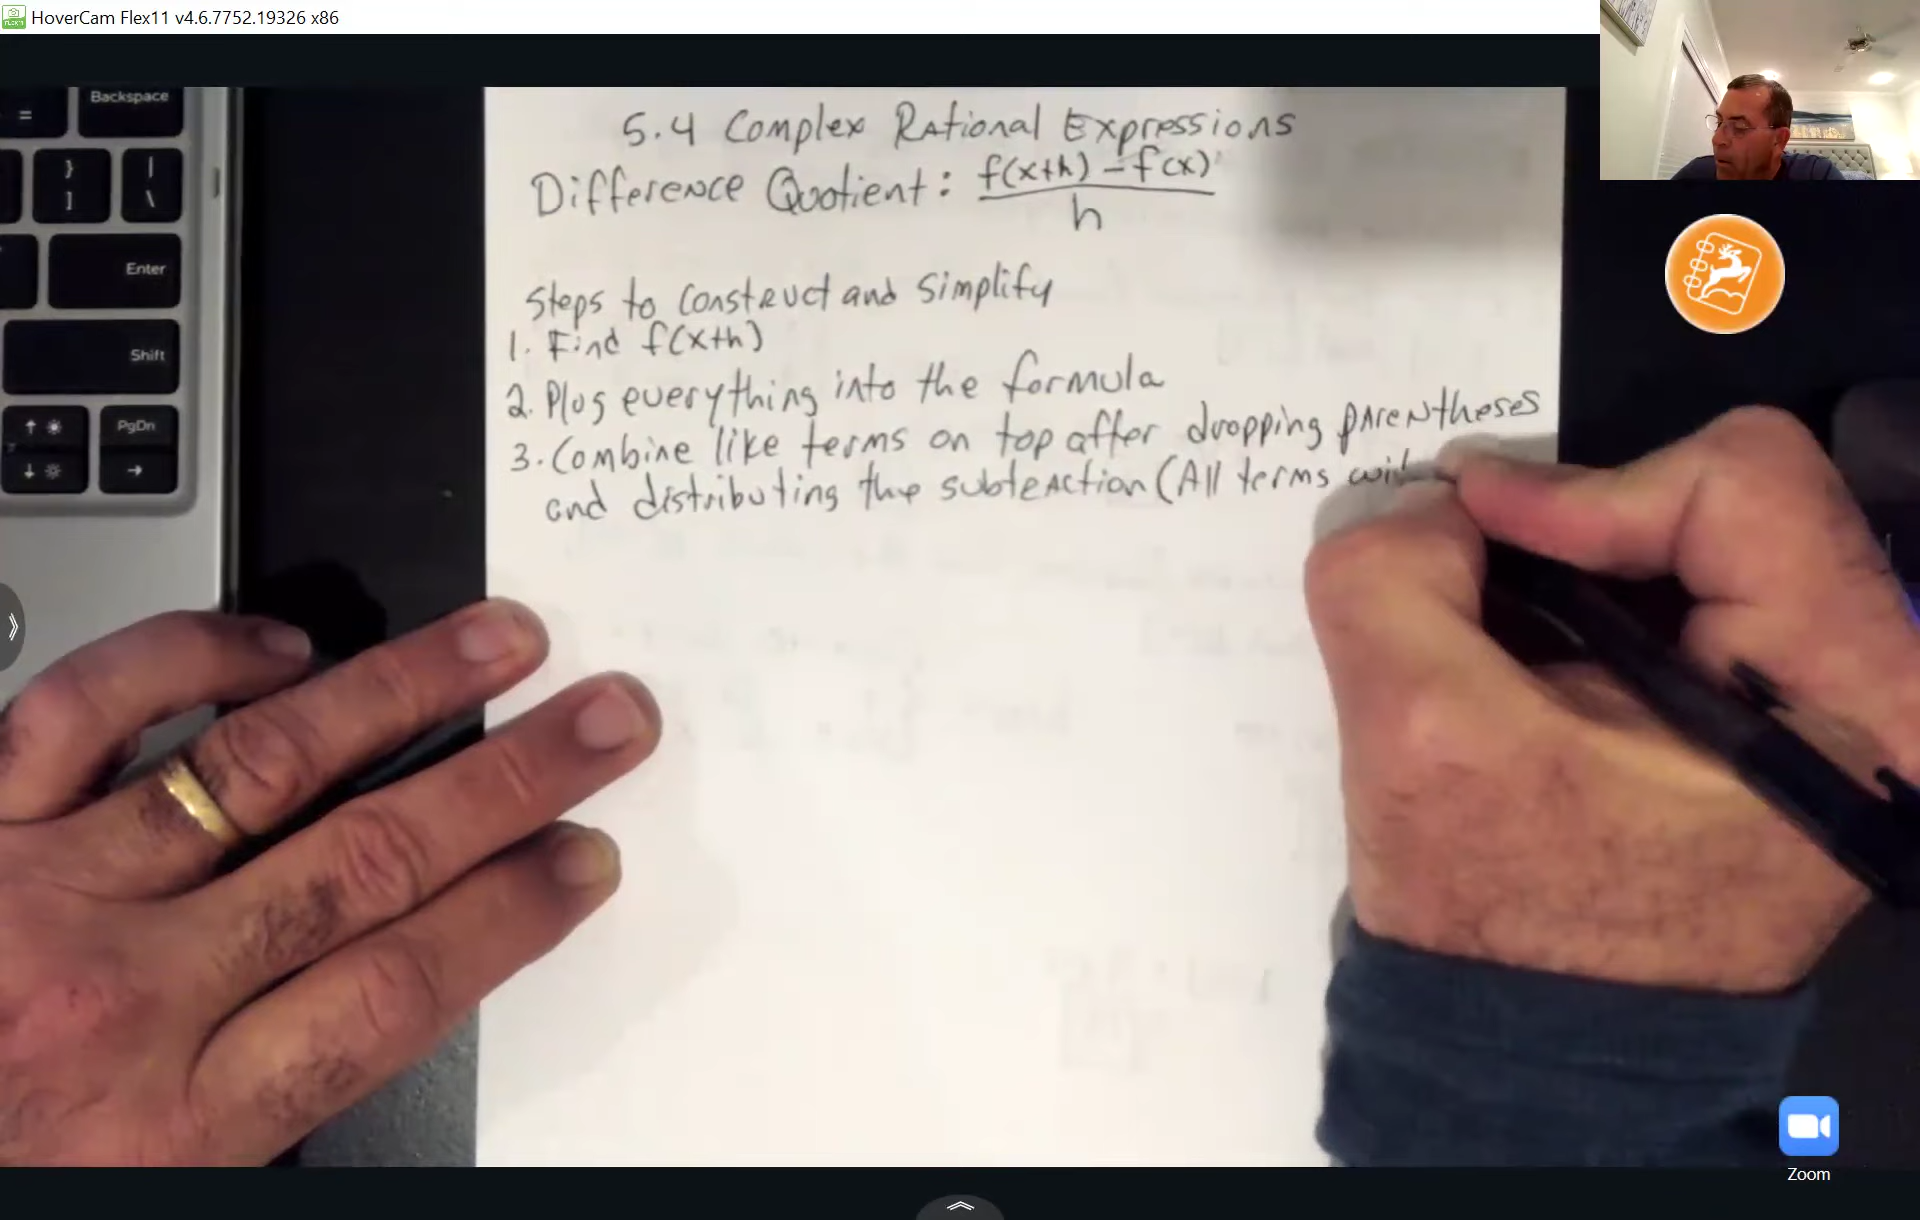 HoverCam Flex11 v4.6.7752.19326 x86
Backspace
=
} |
] \
Enter
Shift
PgDn
5.4 Complex Rational Expressions
Difference Quotient: f(x+h) - f(x)
h
Steps to construct and simplify
1. Find f(x+h)
2. Plug everything into the formula
3. Combine like terms on top after dropping parentheses
and distributing the subtraction (All terms
Zoom